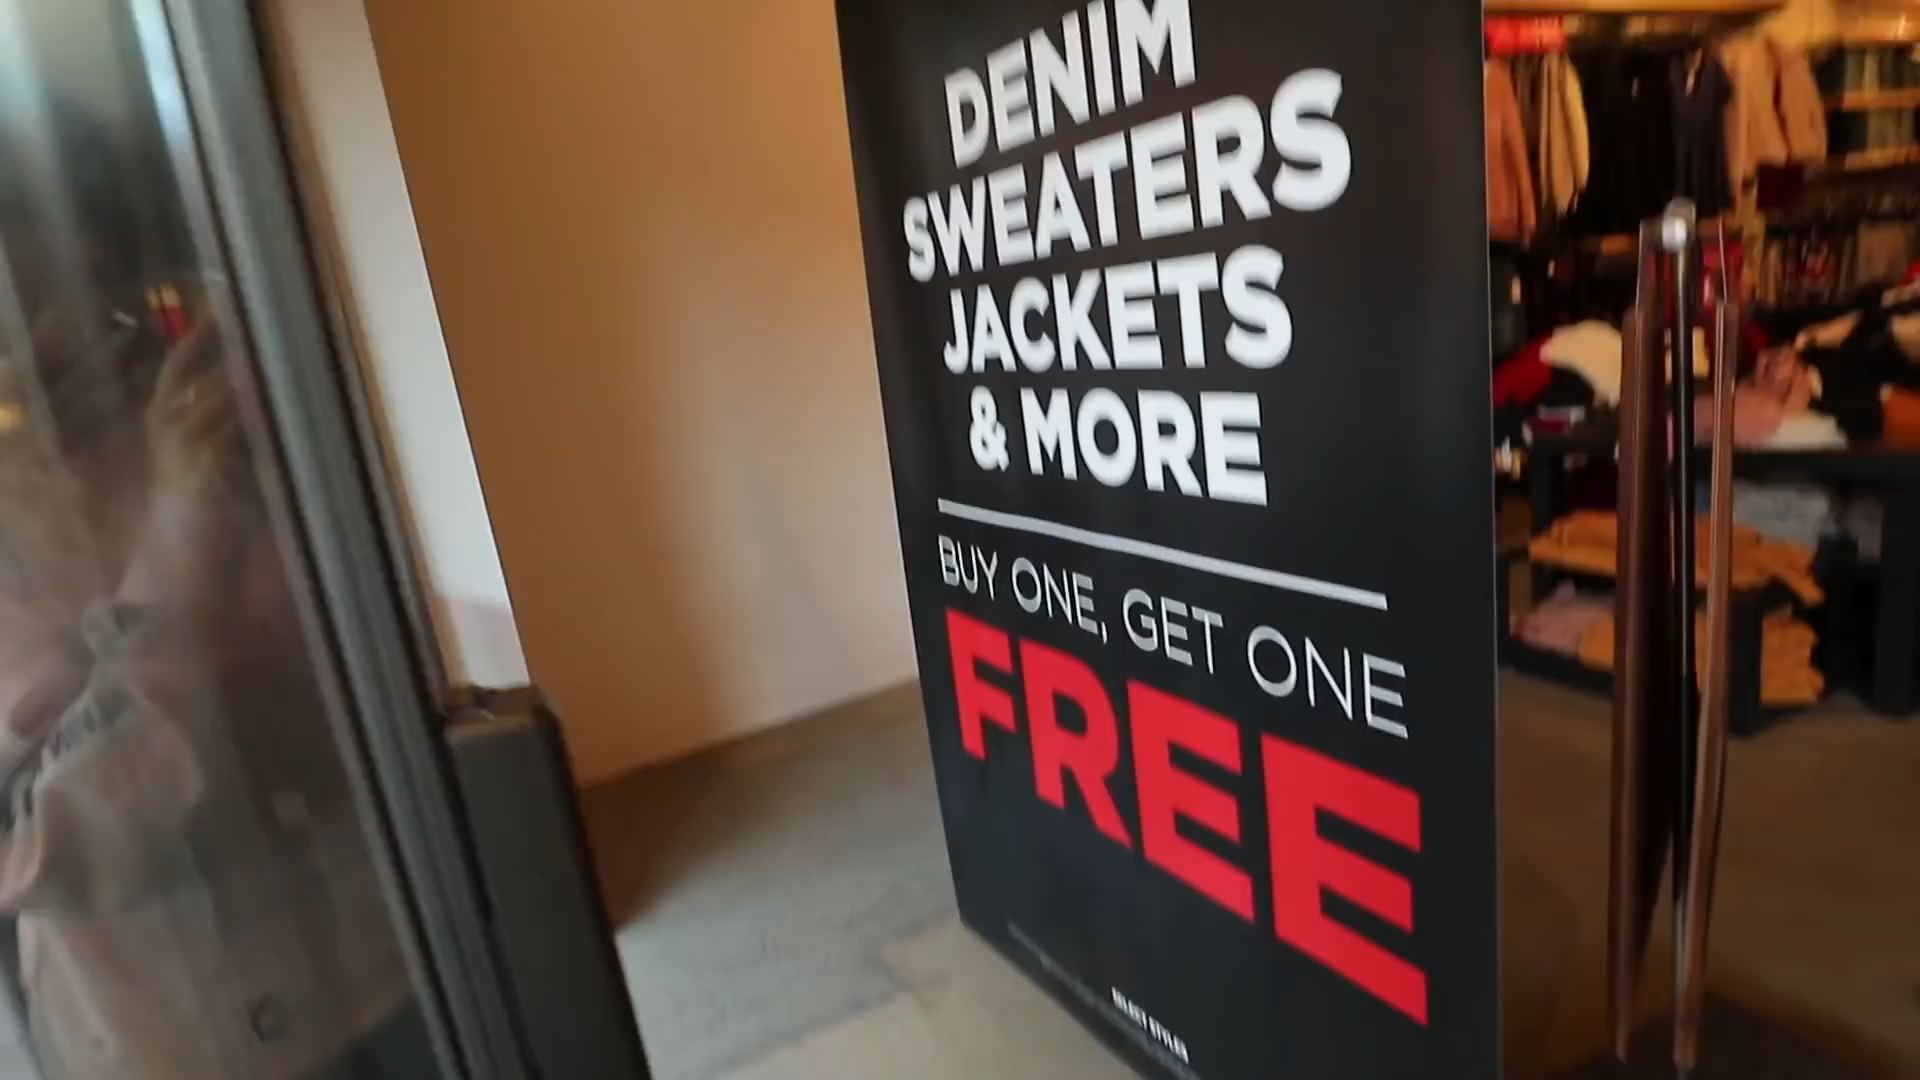 DENIM
SWEATERS
JACKETS
& MORE
BUY ONE, GET ONE
FREE
SELECT STYLES